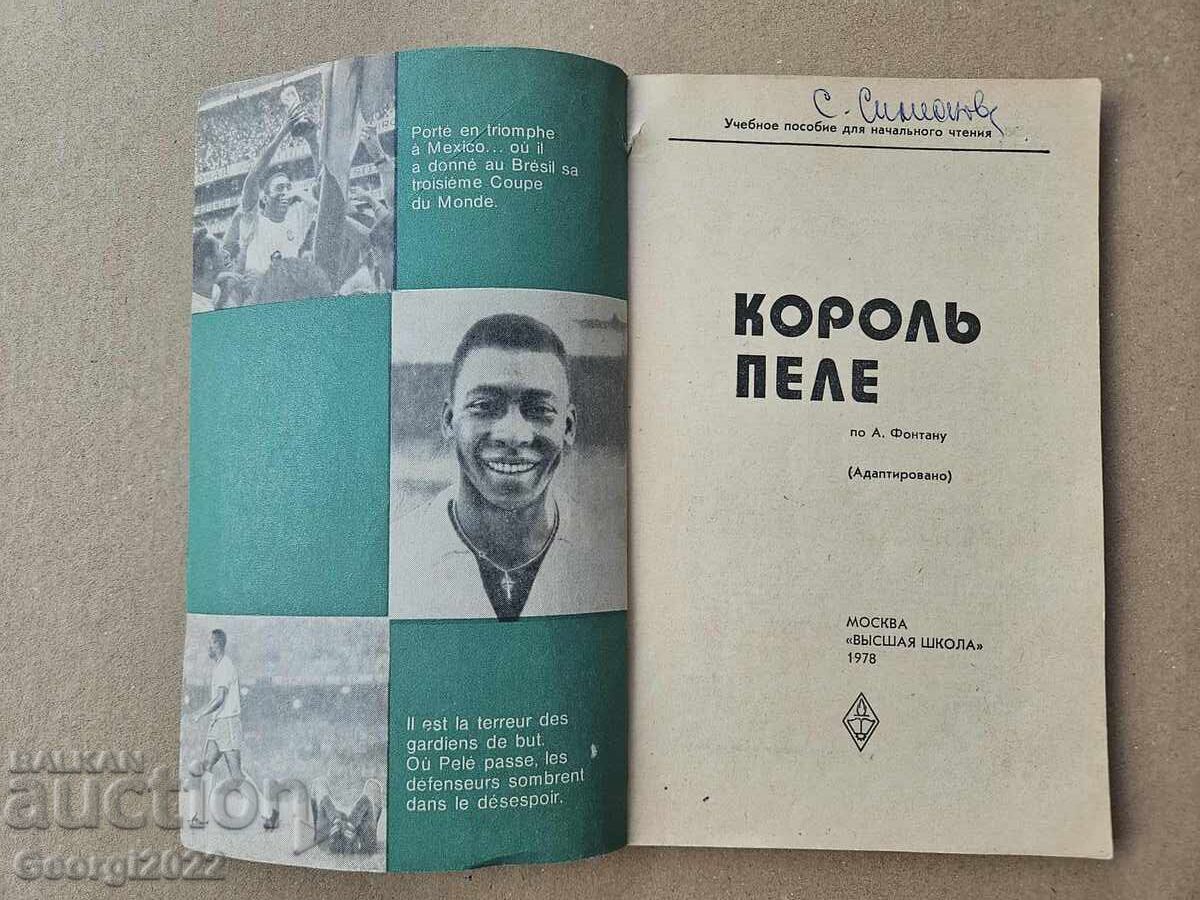 Porté en triomphe
à Mexico... où il
a donné au Brésil sa
troisiéme Coupe
du Monde.
Il est la terreur des
gardiens de but.
Où Pelé passe, les
défenseurs sombrent
dans le désespoir.
С. Симанов
Учебное пособие для начального чтения
КОРОЛЬ
ПЕЛЕ
по А. Фонтану
(Адаптировано)
МОСКВА
«ВЫСШАЯ ШКОЛА»
1978
BALKAN
auction
Georgi2022